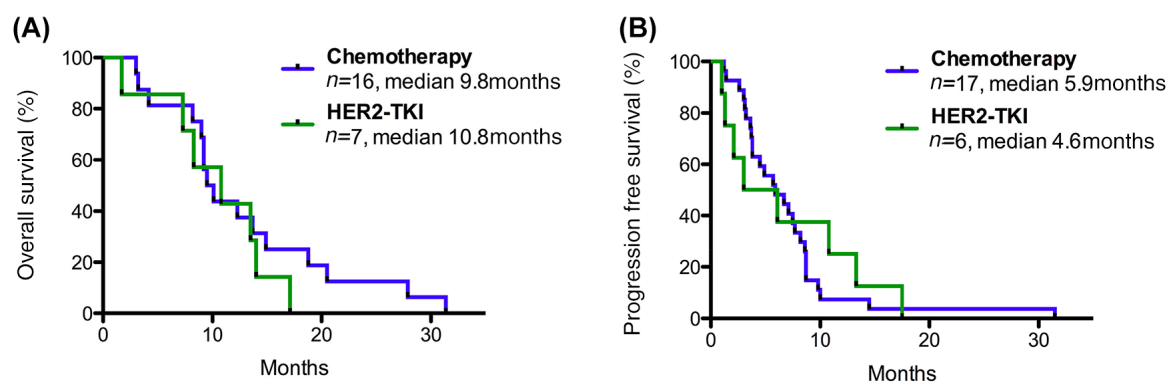 (A)
Chemotherapy
n=16, median 9.8months
HER2-TKI
n=7, median 10.8months
Overall survival (%)
100
80
60
40
20
0
0 10 20 30
Months
(B)
Chemotherapy
n=17, median 5.9months
HER2-TKI
n=6, median 4.6months
Progression free survival (%)
100
80
60
40
20
0
0 10 20 30
Months